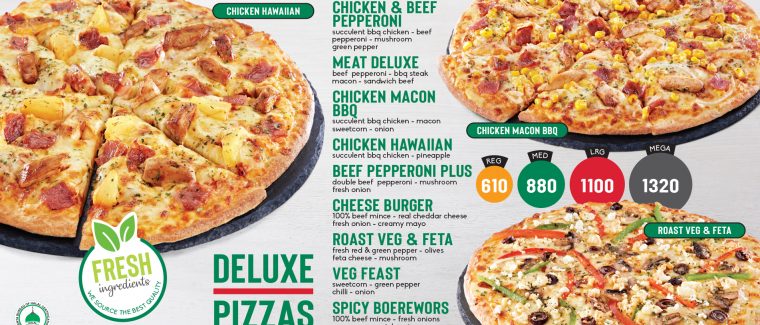 CHICKEN HAWAIIAN
CHICKEN & BEEF
PEPPERONI
succulent bbq chicken - beef
pepperoni - mushroom
green pepper
MEAT DELUXE
beef pepperoni - bbq steak
macon - sandwich beef
CHICKEN MACON
BBQ
succulent bbq chicken - macon
sweetcorn - onion
CHICKEN HAWAIIAN
succulent bbq chicken - pineapple
BEEF PEPPERONI PLUS
double beef pepperoni - mushroom
fresh onion
CHEESE BURGER
100% beef mince - real cheddar cheese
fresh onion - creamy mayo
ROAST VEG & FETA
fresh red & green pepper - olives
feta cheese - mushroom
VEG FEAST
sweetcorn - green pepper
chilli - onion
SPICY BOEREWORS
100% beef mince - fresh onions
CHICKEN MACON BBQ
REG
610
MED
880
LRG
1100
MEGA
1320
ROAST VEG & FETA
FRESH
ingredients
WE SOURCE THE BEST QUALITY
DELUXE
PIZZAS